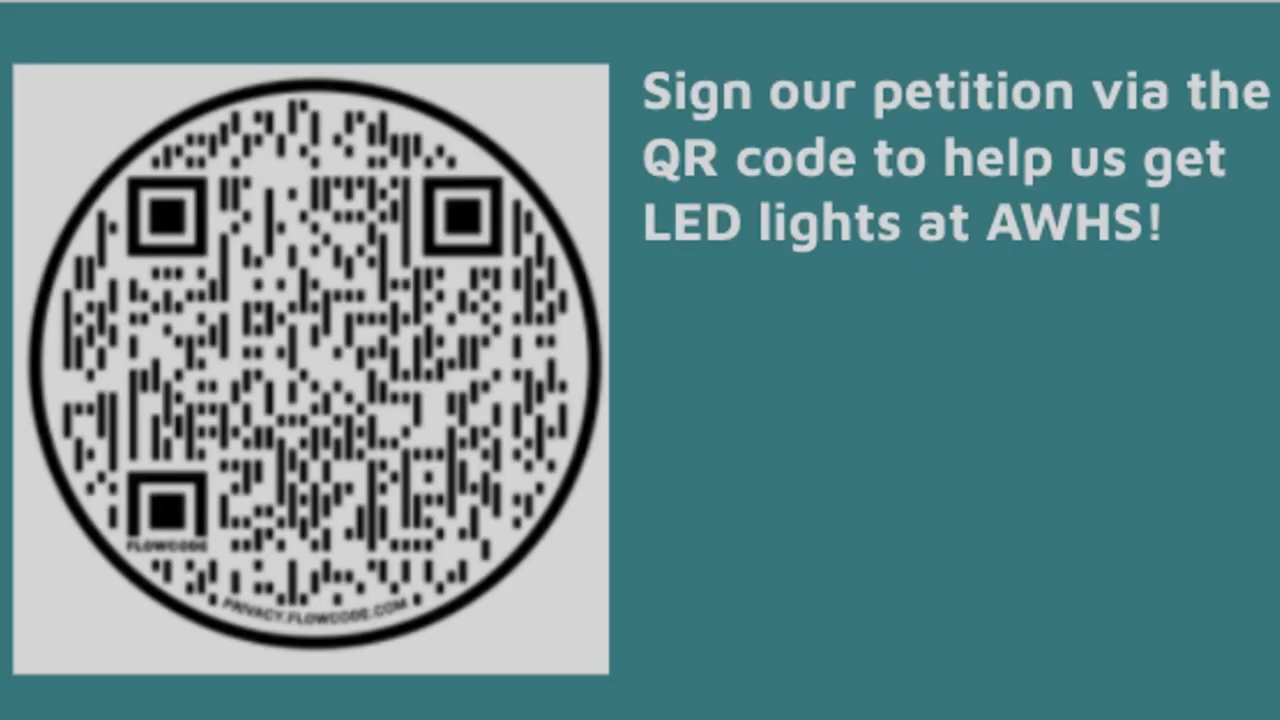 Sign our petition via the
QR code to help us get
LED lights at AWHS!
FLOWCODE
PRIVACY.FLOWCODE.COM